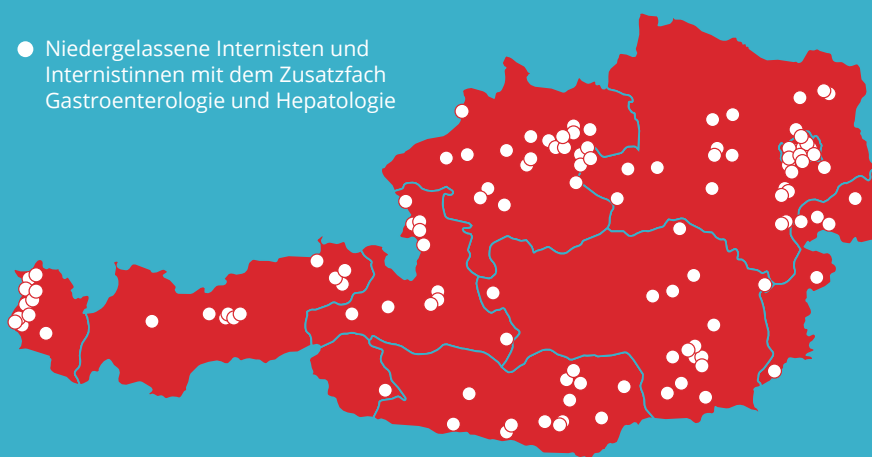 Niedergelassene Internisten und
Internistinnen mit dem Zusatzfach
Gastroenterologie und Hepatologie